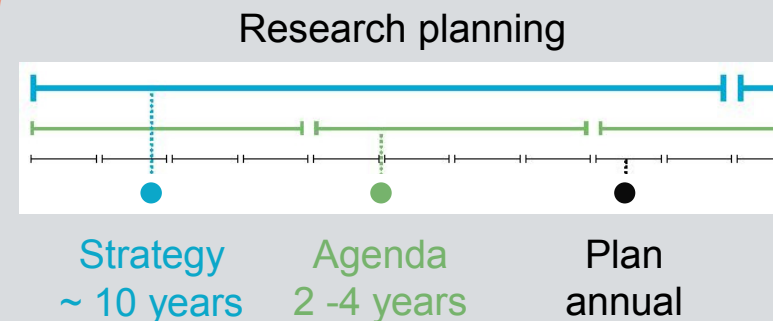 Research planning
Strategy
~ 10 years
Agenda
2 -4 years
Plan
annual